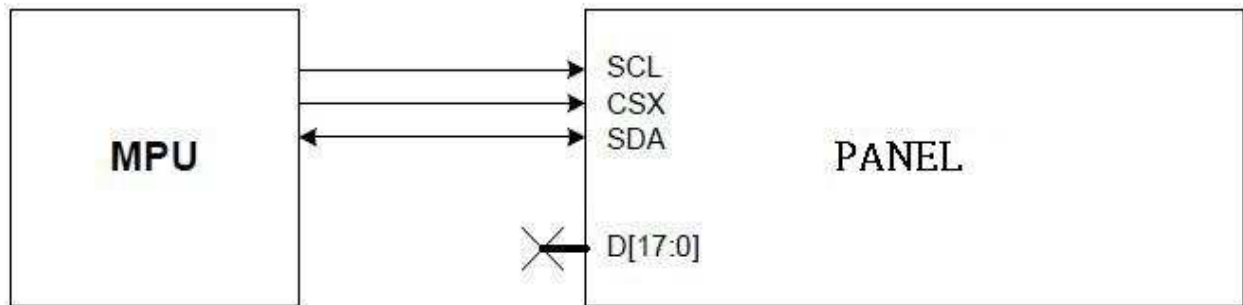 SCL
CSX
SDA
MPU
PANEL
D[17:0]